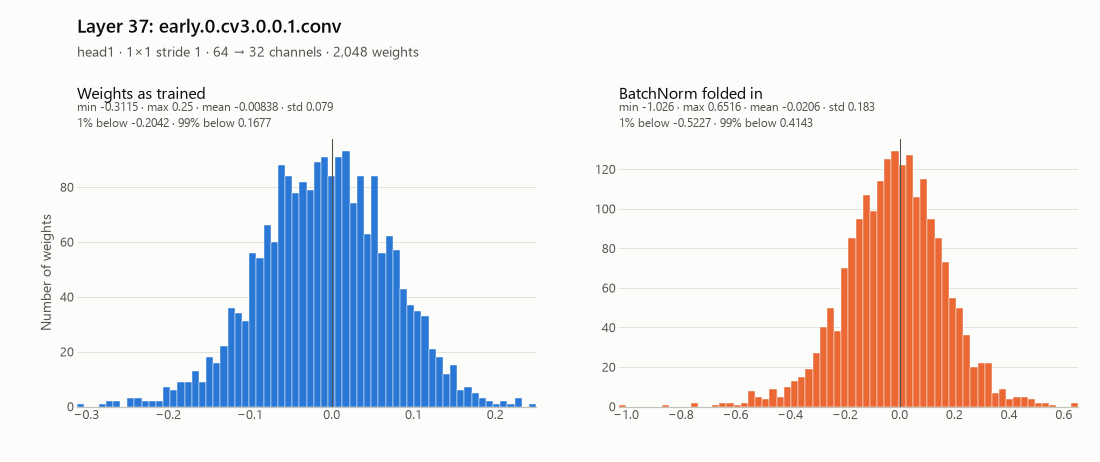 Layer 37: early.0.cv3.0.0.1.conv
head1 · 1×1 stride 1 · 64 → 32 channels · 2,048 weights
Weights as trained
min -0.3115 · max 0.25 · mean -0.00838 · std 0.079
1% below -0.2042 · 99% below 0.1677
Number of weights
80
60
40
20
0
−0.3 −0.2 −0.1 0.0 0.1 0.2
BatchNorm folded in
min -1.026 · max 0.6516 · mean -0.0206 · std 0.183
1% below -0.5227 · 99% below 0.4143
120
100
80
60
40
20
0
−1.0 −0.8 −0.6 −0.4 −0.2 0.0 0.2 0.4 0.6